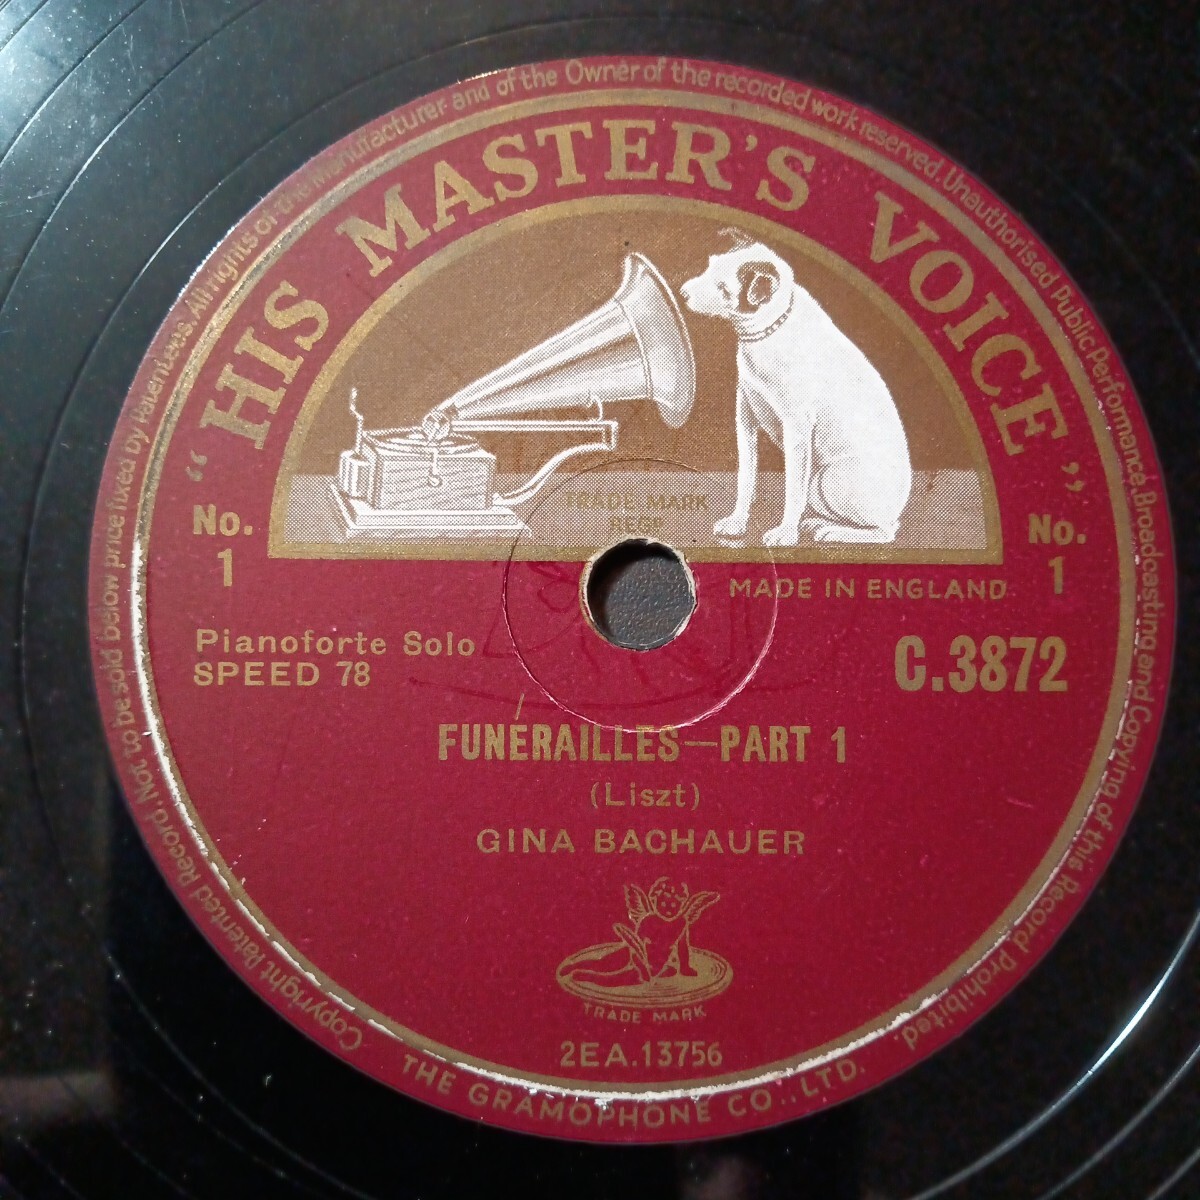 Copyright Patented Record. Not to be sold below price fixed by Patentees. All rights of the Manufacturer and of the Owner of the recorded work reserved. Unauthorised Public Performance, Broadcasting and Copying of this Record Prohibited.
"HIS MASTER'S VOICE"
TRADE MARK
REGD
No.
1
No.
1
MADE IN ENGLAND
Pianoforte Solo
SPEED 78
C.3872
FUNÉRAILLES—PART 1
(Liszt)
GINA BACHAUER
TRADE MARK
2EA.13756
THE GRAMOPHONE CO., LTD.